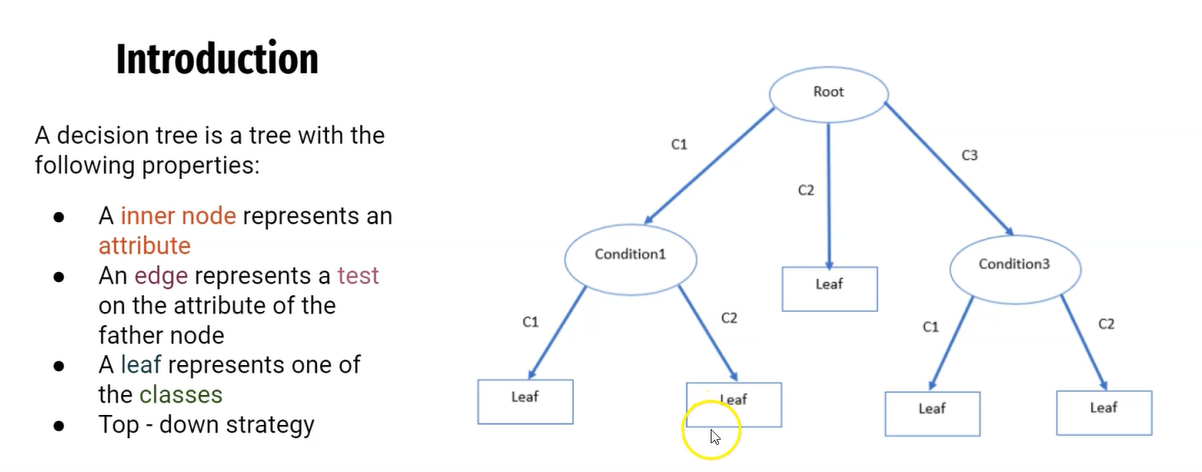 Introduction
A decision tree is a tree with the
following properties:
● A inner node represents an
attribute
● An edge represents a test
on the attribute of the
father node
● A leaf represents one of
the classes
● Top - down strategy
Root
C1
C2
C3
Condition1
Leaf
Condition3
C1
C2
C1
C2
Leaf
Leaf
Leaf
Leaf